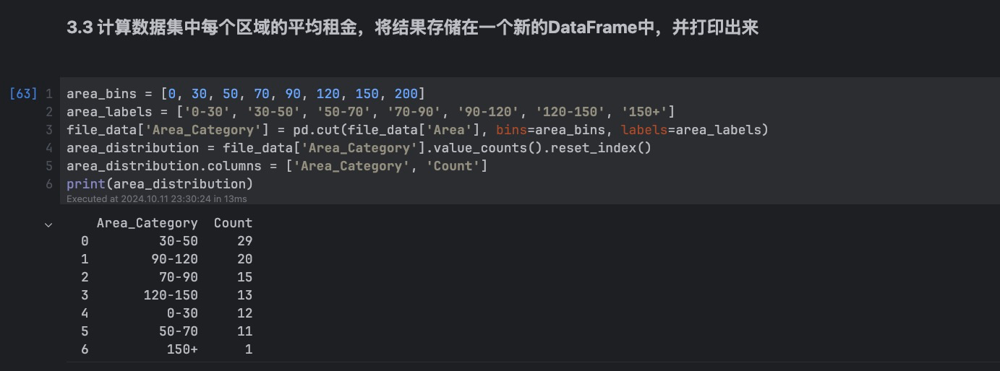 3.3 计算数据集中每个区域的平均租金，将结果存储在一个新的DataFrame中，并打印出来
[63] 1 area_bins = [0, 30, 50, 70, 90, 120, 150, 200]
2 area_labels = ['0-30', '30-50', '50-70', '70-90', '90-120', '120-150', '150+']
3 file_data['Area_Category'] = pd.cut(file_data['Area'], bins=area_bins, labels=area_labels)
4 area_distribution = file_data['Area_Category'].value_counts().reset_index()
5 area_distribution.columns = ['Area_Category', 'Count']
6 print(area_distribution)
Executed at 2024.10.11 23:30:24 in 13ms
Area_Category Count
0 30-50 29
1 90-120 20
2 70-90 15
3 120-150 13
4 0-30 12
5 50-70 11
6 150+ 1